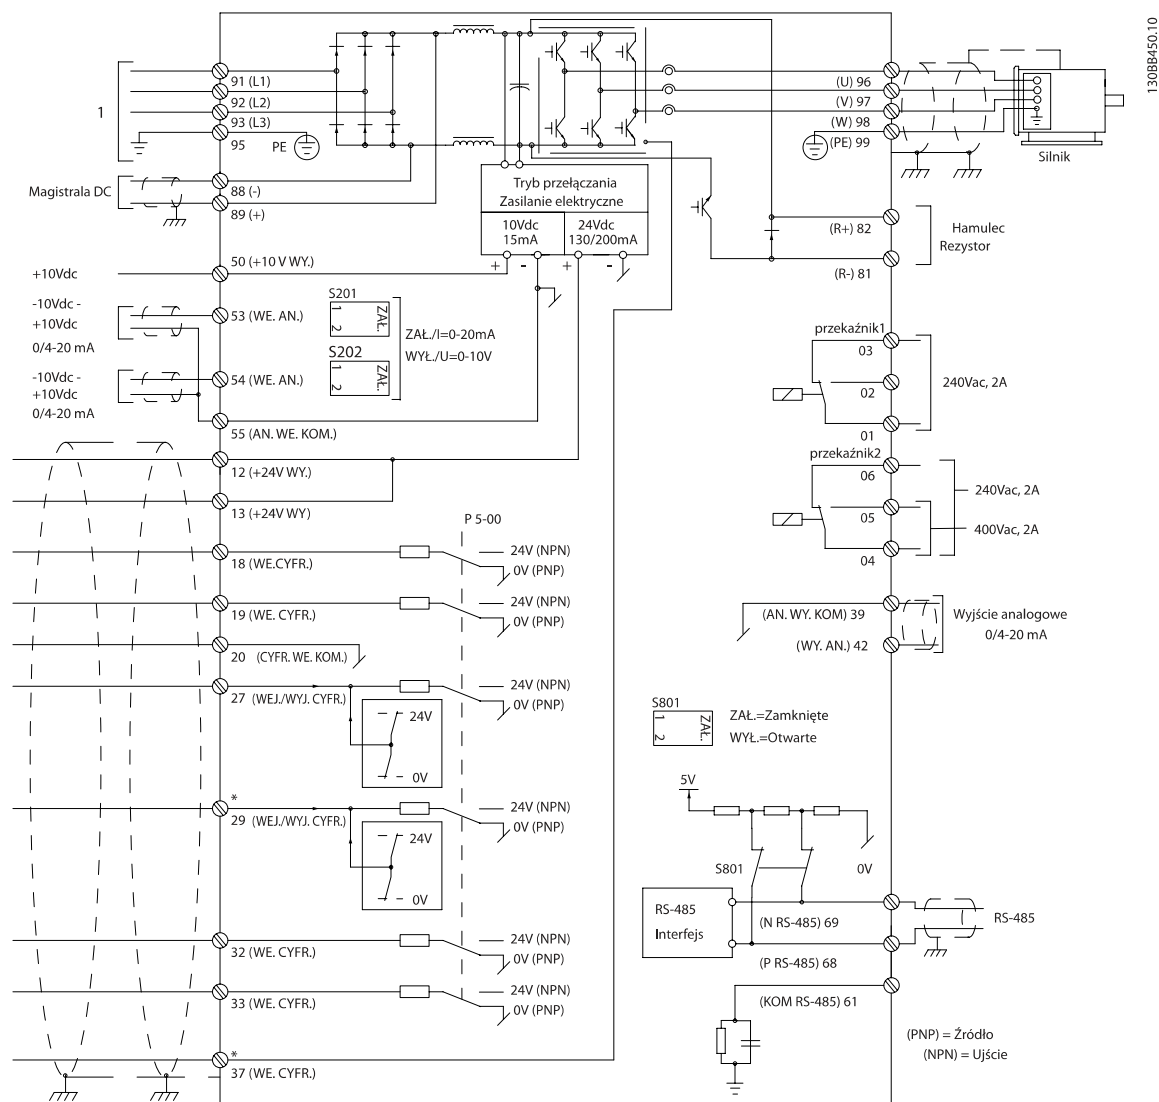 130BB450.10
1
91 (L1)
92 (L2)
93 (L3)
95
PE
(U) 96
(V) 97
(W) 98
(PE) 99
Silnik
Magistrala DC
88 (-)
89 (+)
Tryb przełączania
Zasilanie elektryczne
10Vdc
15mA
24Vdc
130/200mA
+ - + -
(R+) 82
Hamulec
Rezystor
(R-) 81
+10Vdc
50 (+10 V WY.)
-10Vdc -
+10Vdc
0/4-20 mA
53 (WE. AN.)
S201
1
2
ZAŁ.
ZAŁ./I=0-20mA
WYŁ./U=0-10V
S202
1
2
ZAŁ.
-10Vdc -
+10Vdc
0/4-20 mA
54 (WE. AN.)
55 (AN. WE. KOM.)
przekaźnik1
03
02
01
240Vac, 2A
przekaźnik2
06
05
04
240Vac, 2A
400Vac, 2A
12 (+24V WY.)
13 (+24V WY)
P 5-00
18 (WE.CYFR.)
24V (NPN)
0V (PNP)
19 (WE. CYFR.)
24V (NPN)
0V (PNP)
20 (CYFR. WE. KOM.)
27 (WEJ./WYJ. CYFR.)
24V (NPN)
0V (PNP)
24V
0V
*
29 (WEJ./WYJ. CYFR.)
24V (NPN)
0V (PNP)
24V
0V
32 (WE. CYFR.)
24V (NPN)
0V (PNP)
33 (WE. CYFR.)
24V (NPN)
0V (PNP)
*
37 (WE. CYFR.)
(AN. WY. KOM) 39
(WY. AN.) 42
Wyjście analogowe
0/4-20 mA
S801
1
2
ZAŁ.
ZAŁ.=Zamknięte
WYŁ.=Otwarte
5V
S801
0V
RS-485
Interfejs
(N RS-485) 69
RS-485
(P RS-485) 68
(KOM RS-485) 61
(PNP) = Źródło
(NPN) = Ujście